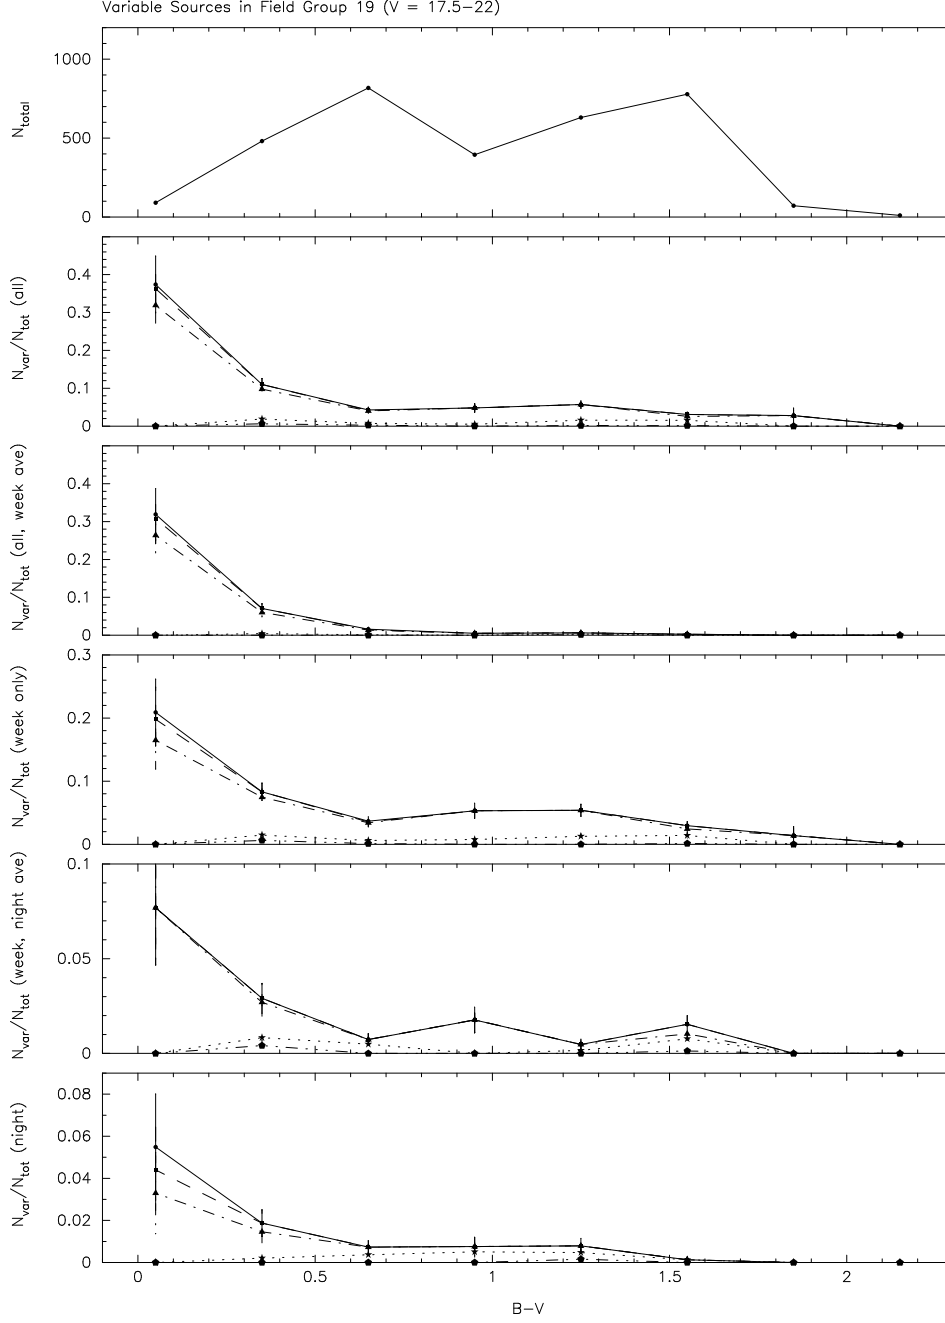 Variable Sources in Field Group 19 (V = 17.5−22)
1000
500
0
N_total
0.4
0.3
0.2
0.1
0
N_var/N_tot (all)
0.4
0.3
0.2
0.1
0
N_var/N_tot (all, week ave)
0.3
0.2
0.1
0
N_var/N_tot (week only)
0.1
0.05
0
N_var/N_tot (week, night ave)
0.08
0.06
0.04
0.02
0
N_var/N_tot (night)
0 0.5 1 1.5 2
B−V